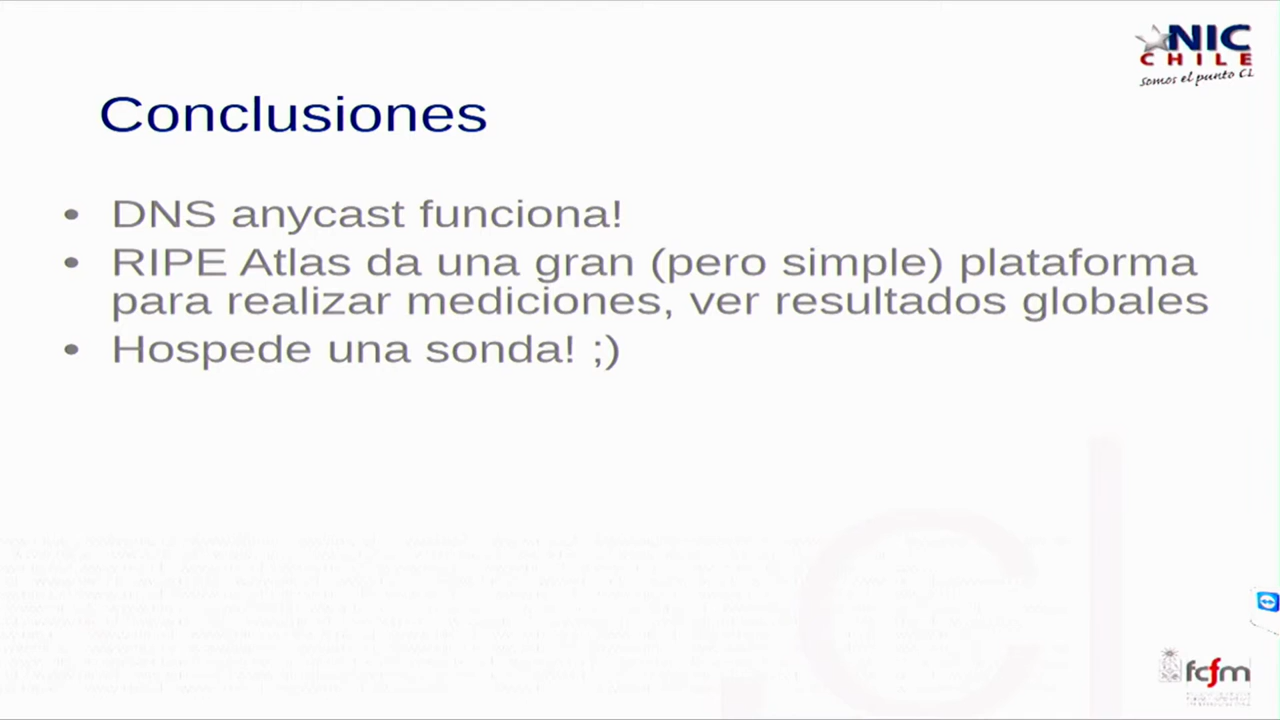 NIC
CHILE
Somos el punto CL
Conclusiones
• DNS anycast funciona!
• RIPE Atlas da una gran (pero simple) plataforma
para realizar mediciones, ver resultados globales
• Hospede una sonda! ;)
fcfm